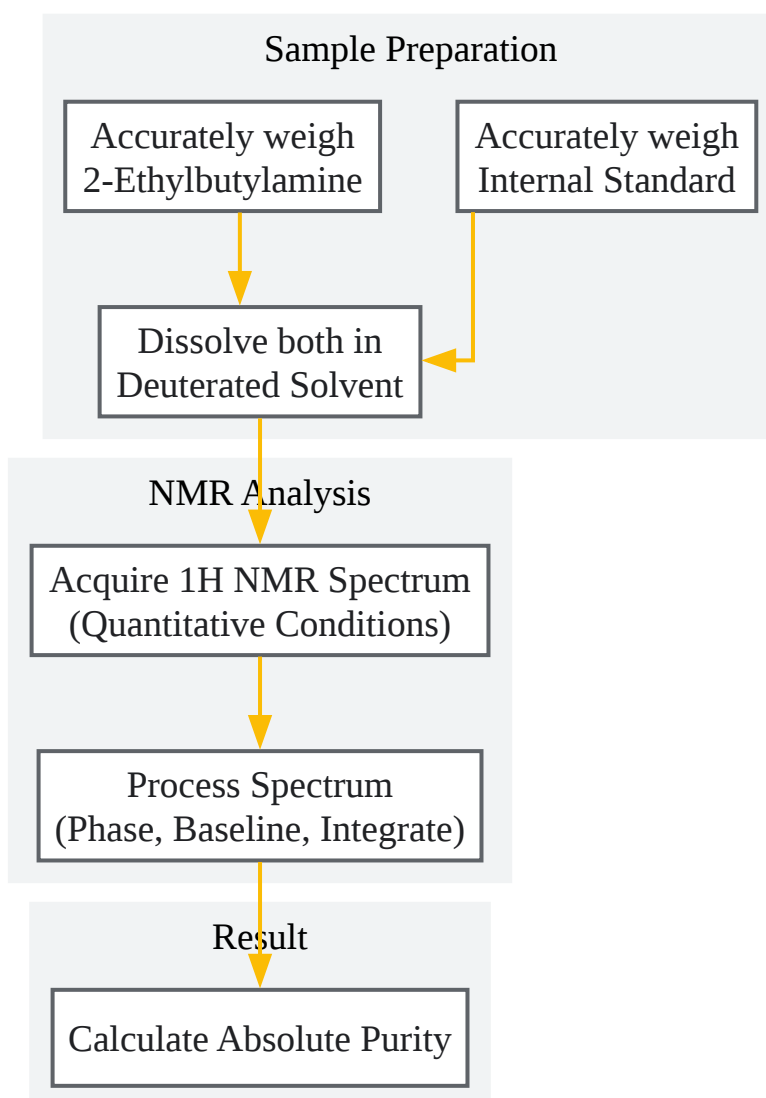 Sample Preparation
Accurately weigh
2-Ethylbutylamine
Accurately weigh
Internal Standard
Dissolve both in
Deuterated Solvent
NMR Analysis
Acquire 1H NMR Spectrum
(Quantitative Conditions)
Process Spectrum
(Phase, Baseline, Integrate)
Result
Calculate Absolute Purity